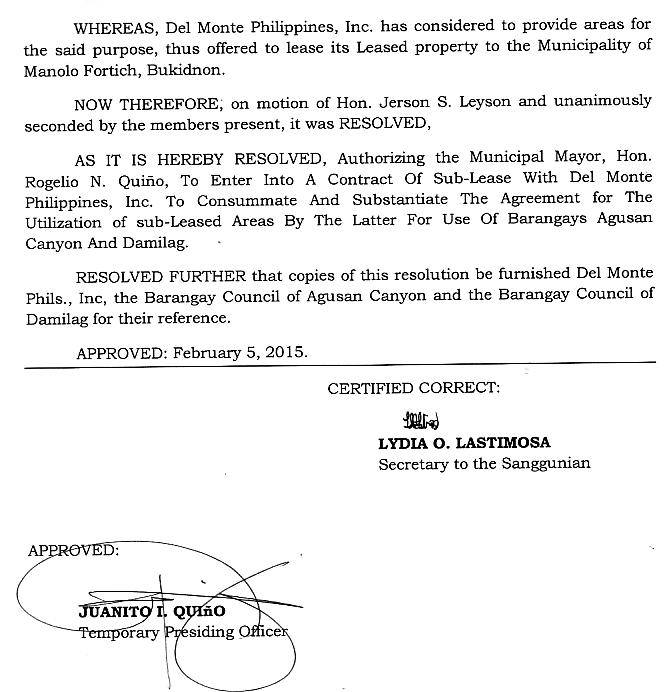 WHEREAS, Del Monte Philippines, Inc. has considered to provide areas for
the said purpose, thus offered to lease its Leased property to the Municipality of
Manolo Fortich, Bukidnon.
NOW THEREFORE, on motion of Hon. Jerson S. Leyson and unanimously
seconded by the members present, it was RESOLVED,
AS IT IS HEREBY RESOLVED, Authorizing the Municipal Mayor, Hon.
Rogelio N. Quiño, To Enter Into A Contract Of Sub-Lease With Del Monte
Philippines, Inc. To Consummate And Substantiate The Agreement for The
Utilization of sub-Leased Areas By The Latter For Use Of Barangays Agusan
Canyon And Damilag.
RESOLVED FURTHER that copies of this resolution be furnished Del Monte
Phils., Inc, the Barangay Council of Agusan Canyon and the Barangay Council of
Damilag for their reference.
APPROVED: February 5, 2015.
CERTIFIED CORRECT:
LYDIA O. LASTIMOSA
Secretary to the Sanggunian
APPROVED:
JUANITO I. QUIñO
Temporary Presiding Officer